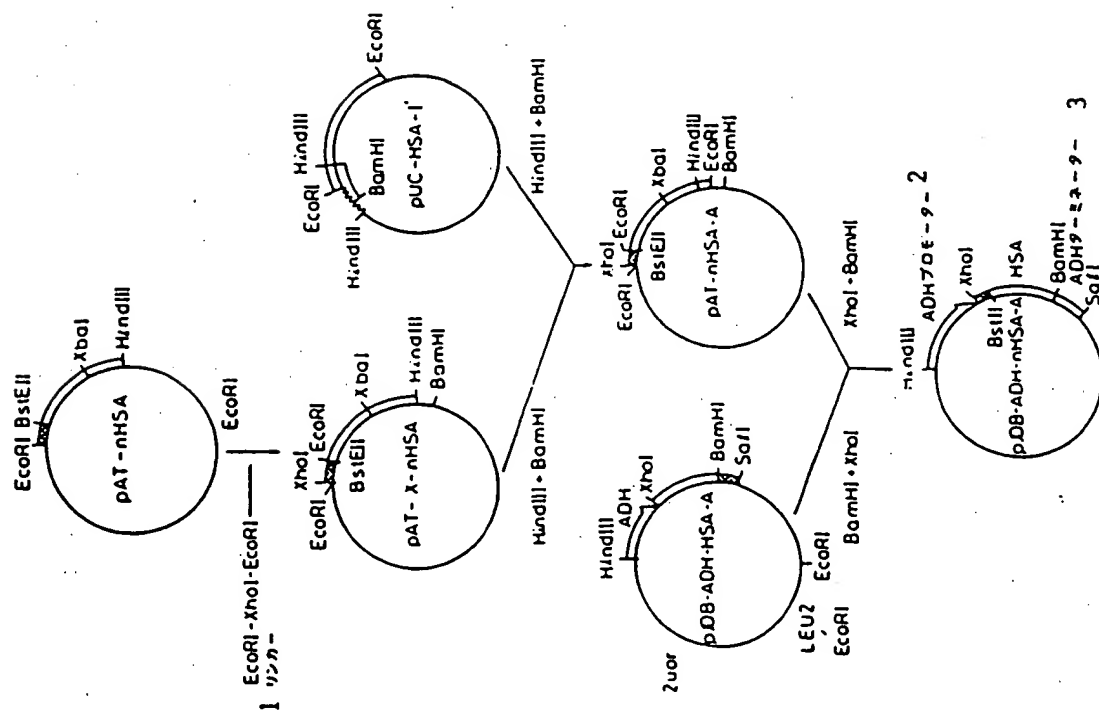 EcoRI BstEII
XbaI
HindIII
pAT-nHSA
EcoRI
EcoRI-XhoI-EcoRI
1 リンカー
XhoI EcoRI
EcoRI
BstEII
XbaI
HindIII
BamHI
pAT-X-nHSA
HindIII
EcoRI
EcoRI
BamHI
HindIII
pUC-HSA-I'
HindIII+BamHI
HindIII+BamHI
XhoI EcoRI
EcoRI
BstEII
XbaI
HindIII
EcoRI
BamHI
pAT-nHSA-A
HindIII
ADH
XhoI
BamHI
SalI
pJDB-ADH-HSA-A
2μor
LEU2
EcoRI
EcoRI
BamHI+XhoI
XhoI+BamHI
HindIII
ADHプロモーター 2
XhoI
HSA
BstII
BamHI
ADHターミネーター 3
SalI
pJDB-ADH-nHSA-A